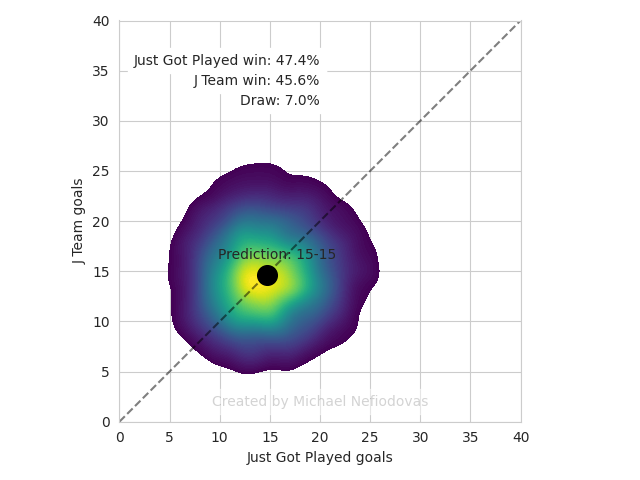 Just Got Played win: 47.4%
J Team win: 45.6%
Draw: 7.0%
Prediction: 15-15
Created by Michael Nefiodovas
J Team goals
40
35
30
25
20
15
10
5
0
0 5 10 15 20 25 30 35 40
Just Got Played goals